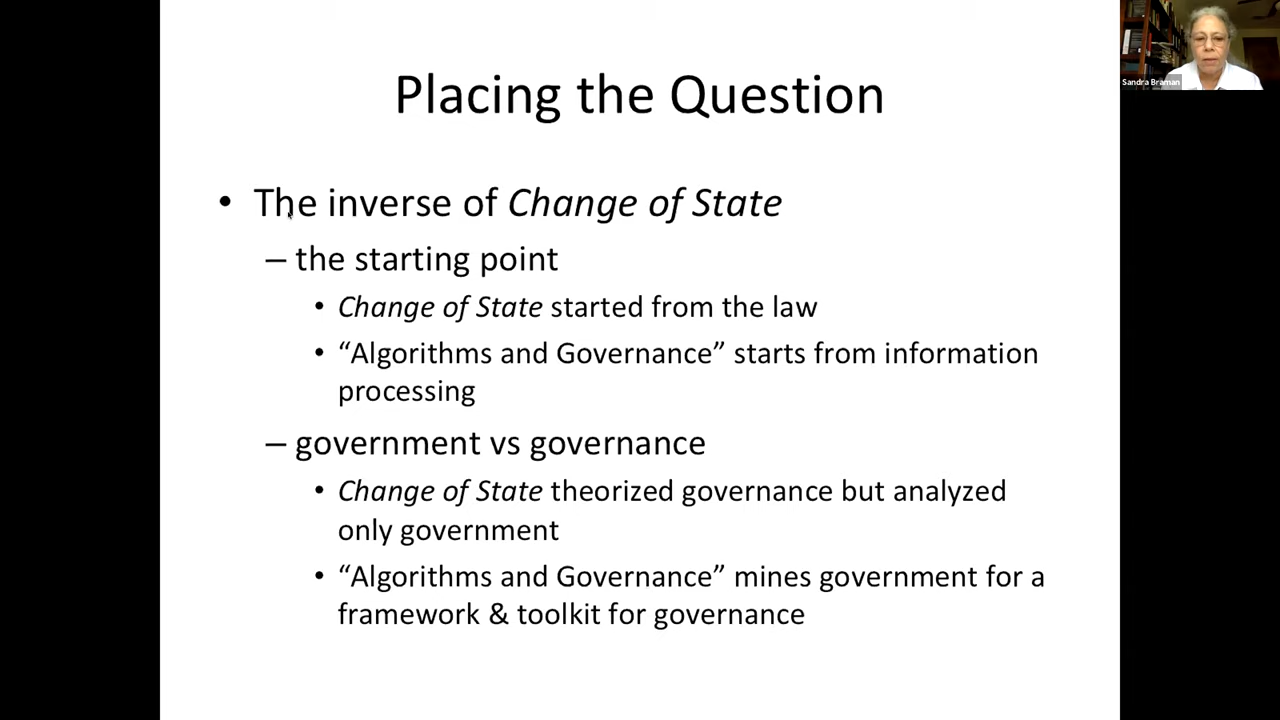 Placing the Question
Sandra Braman
• The inverse of Change of State
– the starting point
• Change of State started from the law
• “Algorithms and Governance” starts from information
processing
– government vs governance
• Change of State theorized governance but analyzed
only government
• “Algorithms and Governance” mines government for a
framework & toolkit for governance